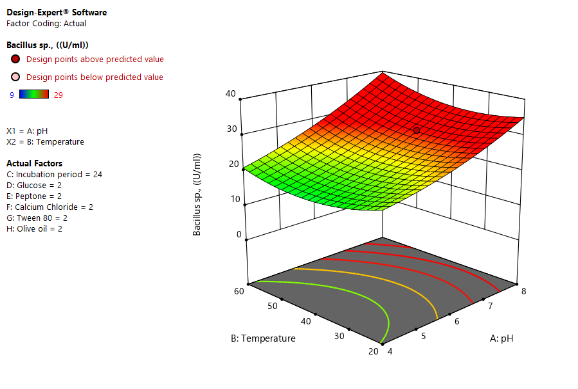 Design-Expert® Software
Factor Coding: Actual
Bacillus sp., ((U/ml))
Design points above predicted value
Design points below predicted value
9 29
X1 = A: pH
X2 = B: Temperature
Actual Factors
C: Incubation period = 24
D: Glucose = 2
E: Peptone = 2
F: Calcium Chloride = 2
G: Tween 80 = 2
H: Olive oil = 2
Bacillus sp., ((U/ml))
40
30
20
10
0
60
50
40
30
20
4
5
6
7
8
B: Temperature
A: pH